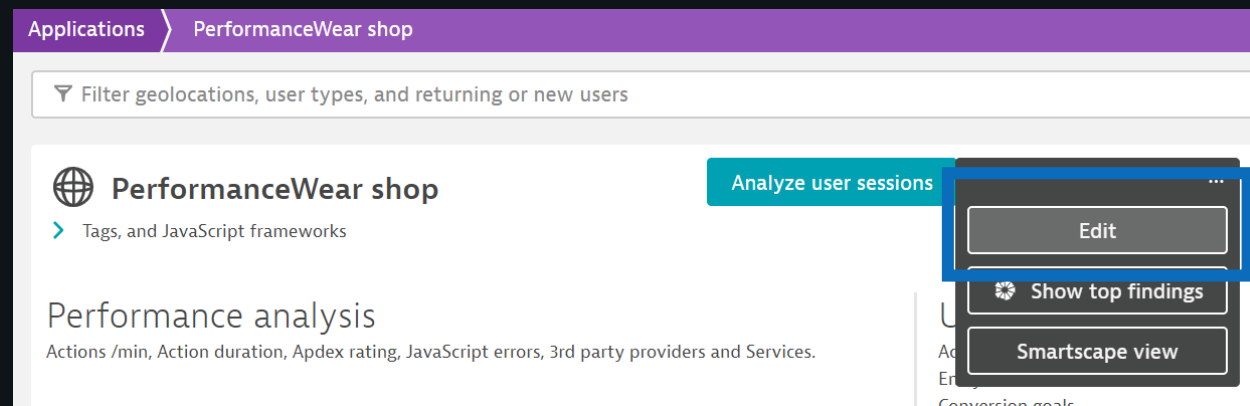 Applications
PerformanceWear shop
Filter geolocations, user types, and returning or new users
PerformanceWear shop
Analyze user sessions
...
Tags, and JavaScript frameworks
Edit
Show top findings
Performance analysis
Actions /min, Action duration, Apdex rating, JavaScript errors, 3rd party providers and Services.
Smartscape view